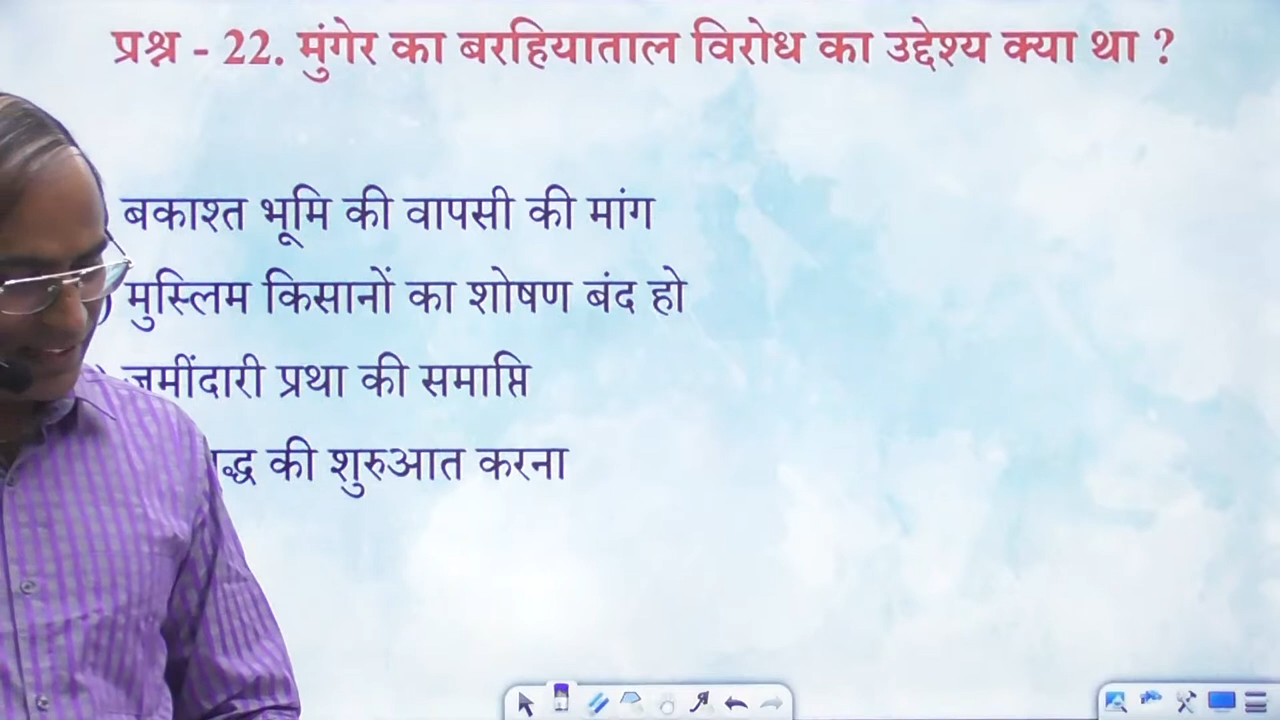 प्रश्न - 22. मुंगेर का बरहियाताल विरोध का उद्देश्य क्या था ?
बकाश्त भूमि की वापसी की मांग
) मुस्लिम किसानों का शोषण बंद हो
जमींदारी प्रथा की समाप्ति
की शुरुआत करना